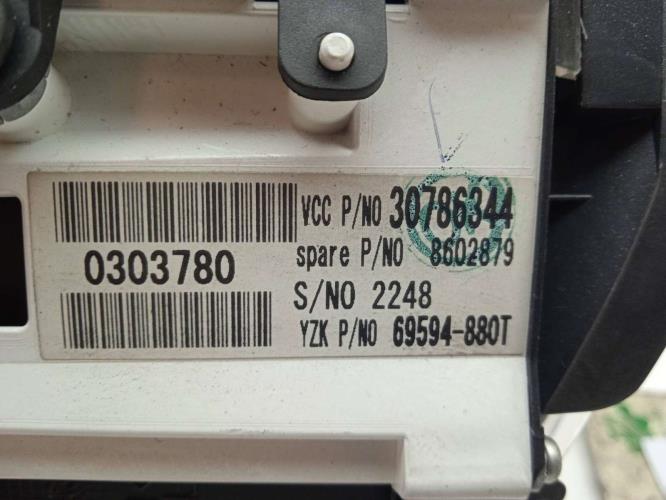 VCC P/NO 30786344
spare P/NO 8602879
0303780
S/NO 2248
YZK P/NO 69594-880T